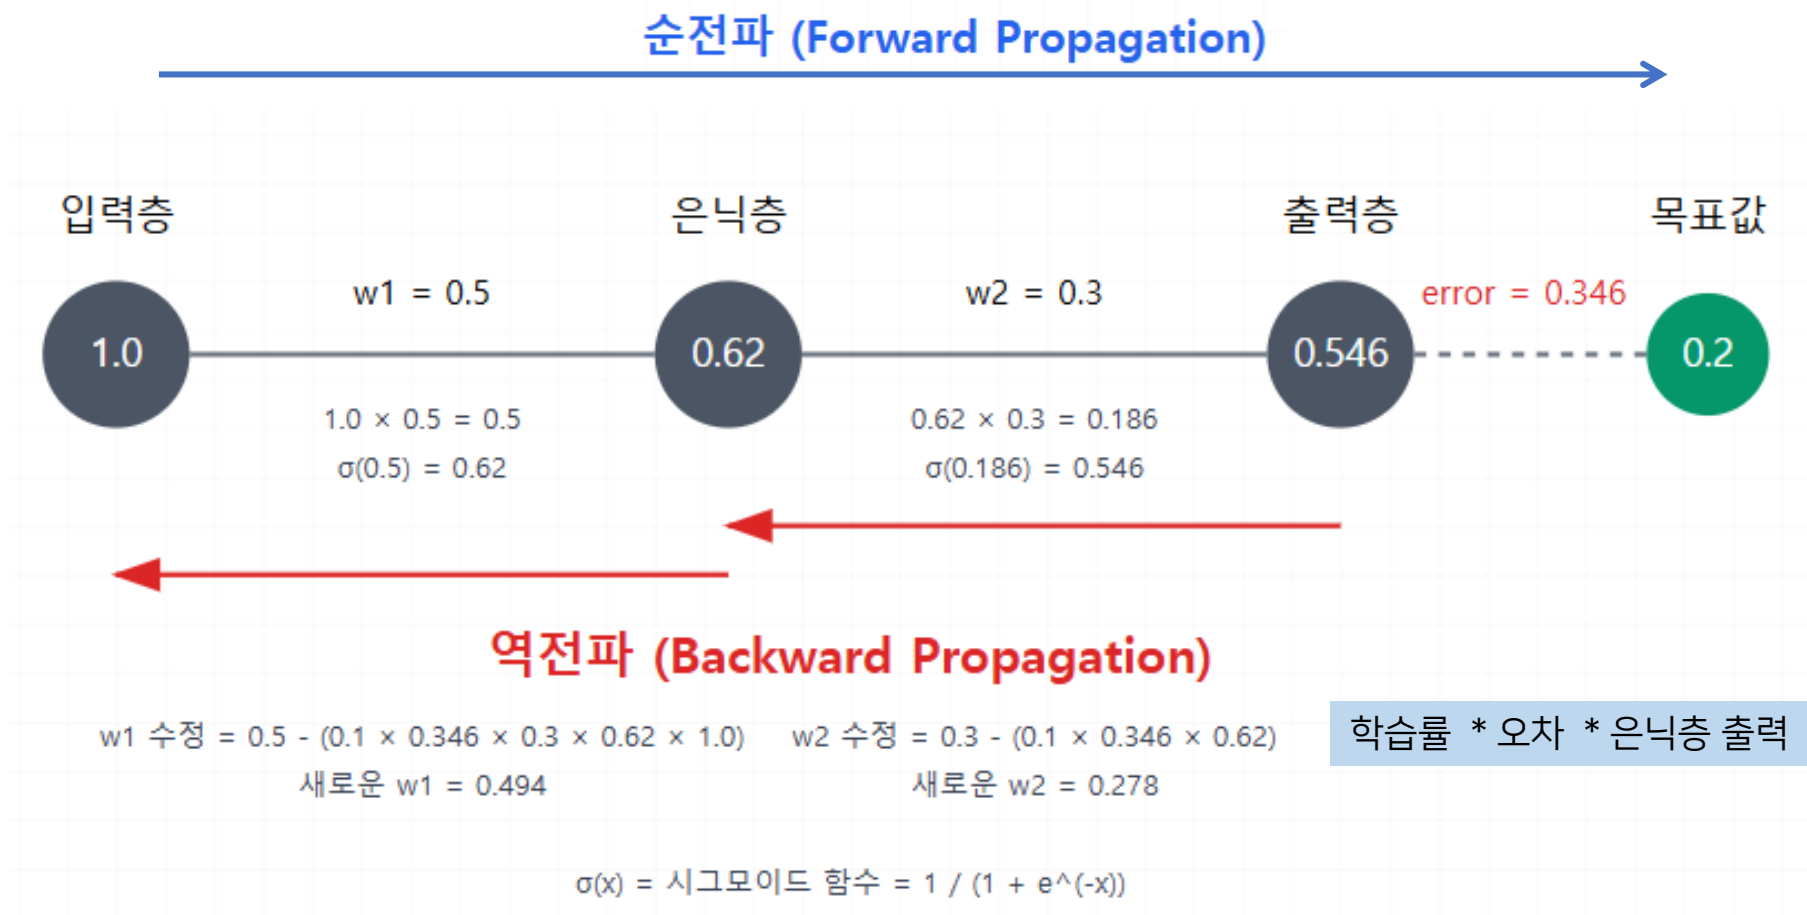 순전파 (Forward Propagation)
입력층
은닉층
출력층
목표값
w1 = 0.5
w2 = 0.3
error = 0.346
1.0
0.62
0.546
0.2
1.0 × 0.5 = 0.5
σ(0.5) = 0.62
0.62 × 0.3 = 0.186
σ(0.186) = 0.546
역전파 (Backward Propagation)
w1 수정 = 0.5 - (0.1 × 0.346 × 0.3 × 0.62 × 1.0)
새로운 w1 = 0.494
w2 수정 = 0.3 - (0.1 × 0.346 × 0.62)
새로운 w2 = 0.278
학습률 * 오차 * 은닉층 출력
σ(x) = 시그모이드 함수 = 1 / (1 + e^(-x))